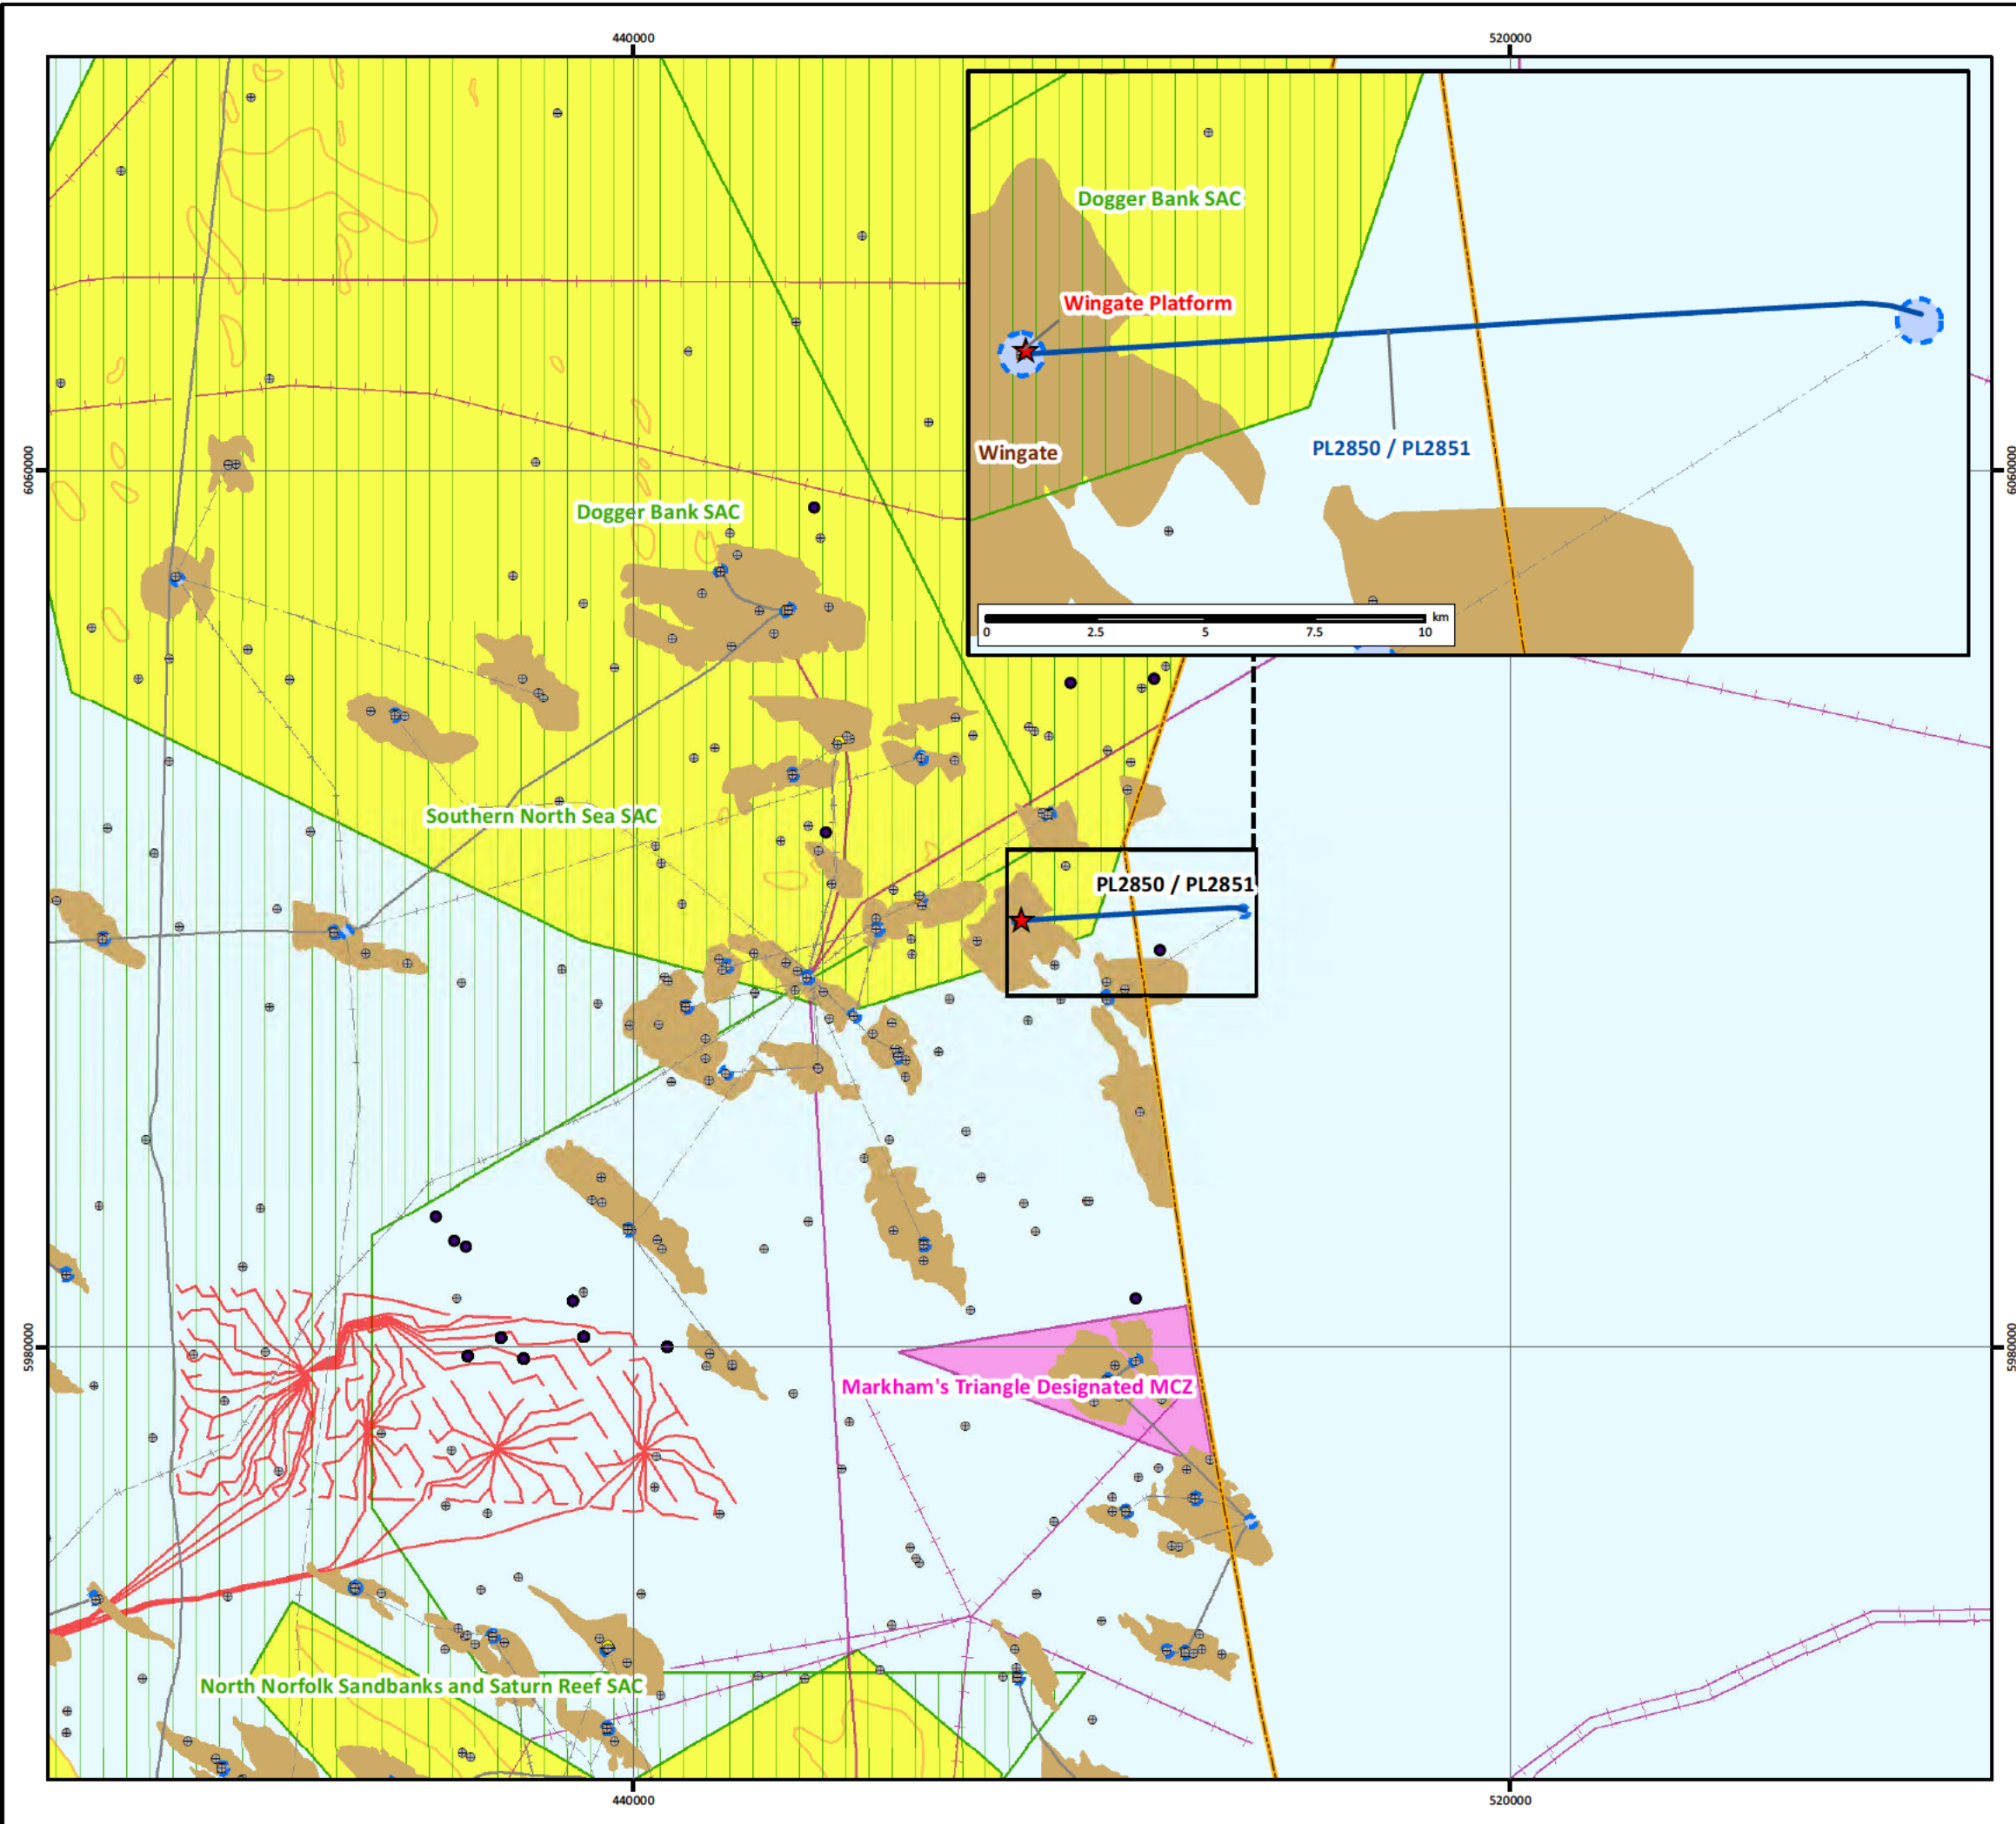 440000
520000
Dogger Bank SAC
Wingate Platform
Wingate
PL2850 / PL2851
6060000
6060000
km
0
2.5
5
7.5
10
Dogger Bank SAC
Southern North Sea SAC
PL2850 / PL2851
5980000
5980000
Markham's Triangle Designated MCZ
North Norfolk Sandbanks and Saturn Reef SAC
440000
520000